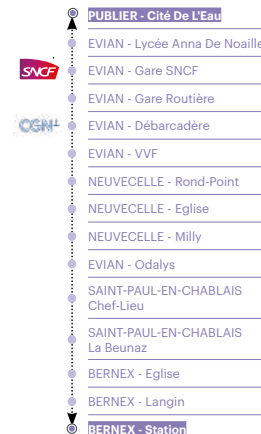 PUBLIER - Cité De L'Eau
EVIAN - Lycée Anna De Noaille
SNCF
EVIAN - Gare SNCF
EVIAN - Gare Routière
CGN
EVIAN - Débarcadère
EVIAN - VVF
NEUVECELLE - Rond-Point
NEUVECELLE - Eglise
NEUVECELLE - Milly
EVIAN - Odalys
SAINT-PAUL-EN-CHABLAIS
Chef-Lieu
SAINT-PAUL-EN-CHABLAIS
La Beunaz
BERNEX - Eglise
BERNEX - Langin
BERNEX - Station